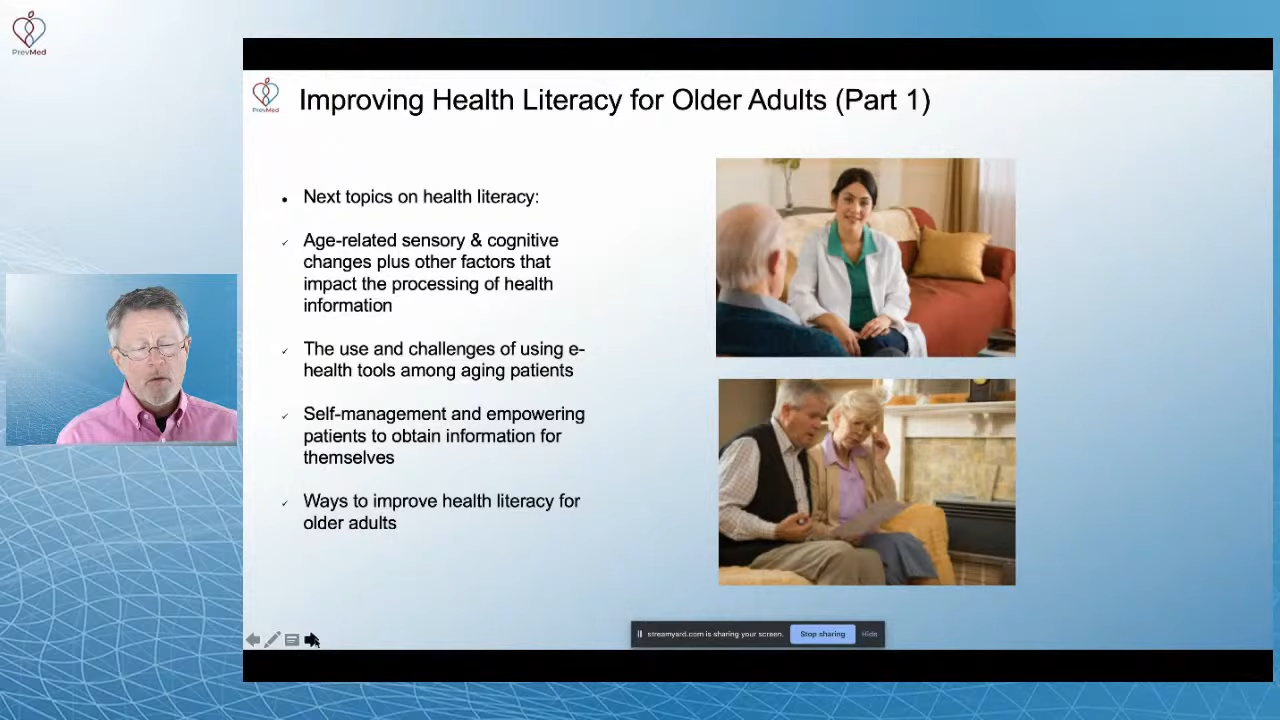 PrevMed
PrevMed
Improving Health Literacy for Older Adults (Part 1)
Next topics on health literacy:
Age-related sensory & cognitive
changes plus other factors that
impact the processing of health
information
The use and challenges of using e-
health tools among aging patients
Self-management and empowering
patients to obtain information for
themselves
Ways to improve health literacy for
older adults
streamyard.com is sharing your screen.
Stop sharing
Hide